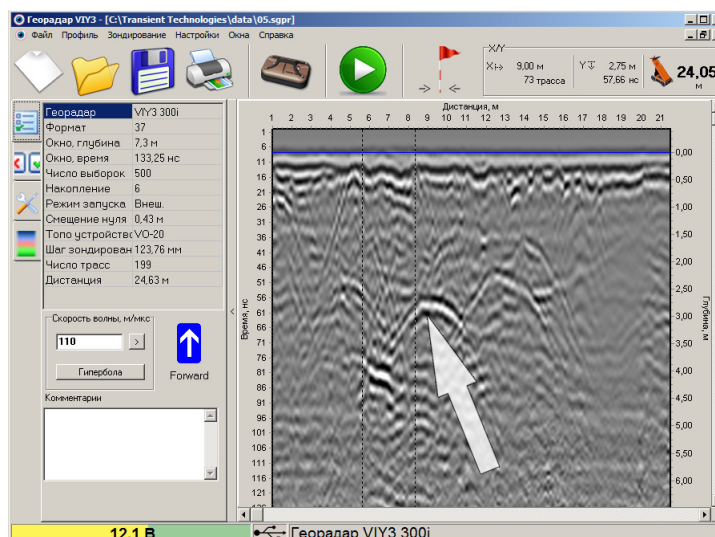 Георадар VIY3 - [C:\Transient Technologies\data\05.sgpr]
Файл Профиль Зондирование Настройки Окна Справка
X/Y
X 9,00 м Y 2,75 м
73 трасса 57,66 нс
24,05
м
Георадар VIY3 300i
Формат 37
Окно, глубина 7,3 м
Окно, время 133,25 нс
Число выборок 500
Накопление 6
Режим запуска Внеш.
Смещение нуля 0,43 м
Топо устройств VO-20
Шаг зондирован 123,76 мм
Число трасс 199
Дистанция 24,63 м
Скорость волны, м/мкс
110 >
Гипербола
Forward
Комментарии
Дистанция, м
1 2 3 4 5 6 7 8 9 10 11 12 13 14 15 16 17 18 19 20 21
Время, нс
1
6
11
16
21
26
31
36
41
46
51
56
61
66
71
76
81
86
91
96
101
106
111
116
121
126
0,00
0,50
1,00
1,50
2,00
2,50
3,00
3,50
4,00
4,50
5,00
5,50
6,00
Глубина, м
12,1 В
Георадар VIY3 300i